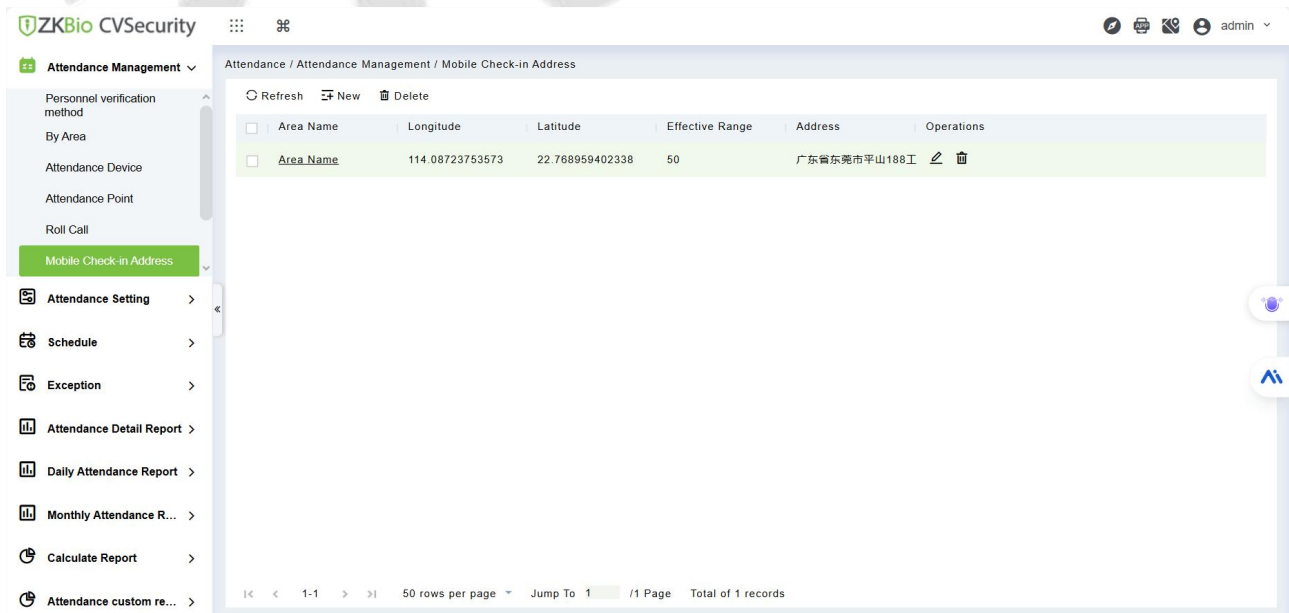 ZKBio CVSecurity
admin
Attendance Management
Personnel verification
method
By Area
Attendance Device
Attendance Point
Roll Call
Mobile Check-in Address
Attendance Setting
Schedule
Exception
Attendance Detail Report
Daily Attendance Report
Monthly Attendance R...
Calculate Report
Attendance custom re...
Attendance / Attendance Management / Mobile Check-in Address
Refresh New Delete
Area Name Longitude Latitude Effective Range Address Operations
Area Name 114.08723753573 22.768959402338 50 广东省东莞市平山188工
1-1 50 rows per page Jump To 1 /1 Page Total of 1 records